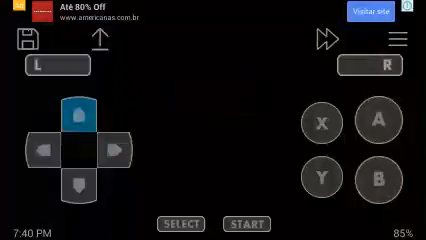 Até 80% Off
www.americanas.com.br
Visitar site
L
R
X
A
Y
B
SELECT
START
7:40 PM
85%